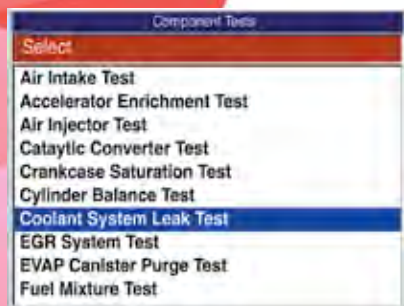 Component Tests
Select
Air Intake Test
Accelerator Enrichment Test
Air Injector Test
Cataytic Converter Test
Crankcase Saturation Test
Cylinder Balance Test
Coolant System Leak Test
EGR System Test
EVAP Canister Purge Test
Fuel Mixture Test